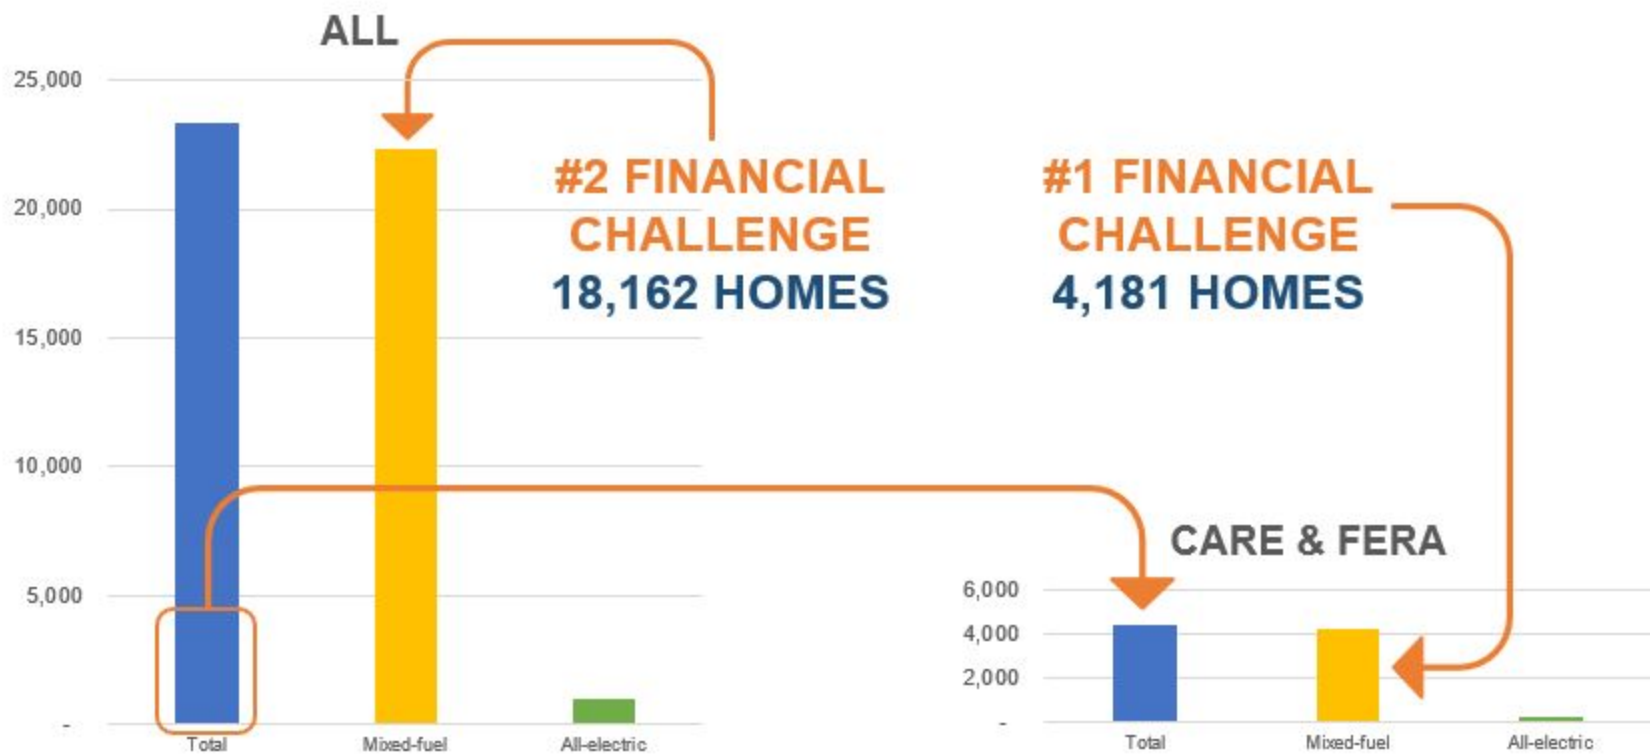 ALL
25,000
20,000
15,000
10,000
5,000
-
Total
Mixed-fuel
All-electric
#2 FINANCIAL
CHALLENGE
18,162 HOMES
#1 FINANCIAL
CHALLENGE
4,181 HOMES
CARE & FERA
6,000
4,000
2,000
-
Total
Mixed-fuel
All-electric